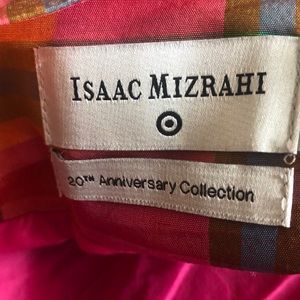 ISAAC MIZRAHI
20TH Anniversary Collection